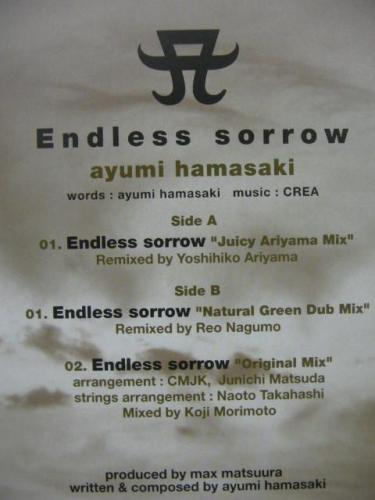 Endless sorrow
ayumi hamasaki
words : ayumi hamasaki music : CREA
Side A
01. Endless sorrow "Juicy Ariyama Mix"
Remixed by Yoshihiko Ariyama
Side B
01. Endless sorrow "Natural Green Dub Mix"
Remixed by Reo Nagumo
02. Endless sorrow "Original Mix"
arrangement : CMJK, Junichi Matsuda
strings arrangement : Naoto Takahashi
Mixed by Koji Morimoto
produced by max matsuura
written & composed by ayumi hamasaki